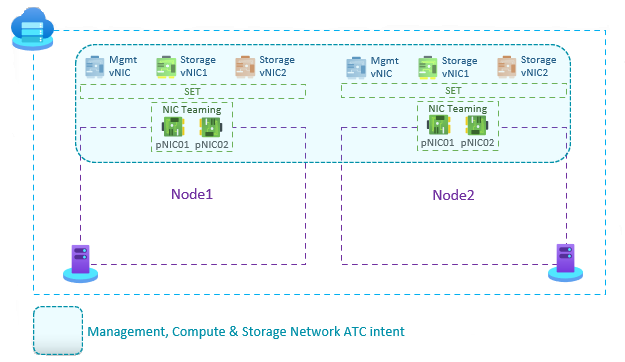 Mgmt vNIC
Storage vNIC1
Storage vNIC2
SET
NIC Teaming
pNIC01 pNIC02
Node1
Mgmt vNIC
Storage vNIC1
Storage vNIC2
SET
NIC Teaming
pNIC01 pNIC02
Node2
Management, Compute & Storage Network ATC intent